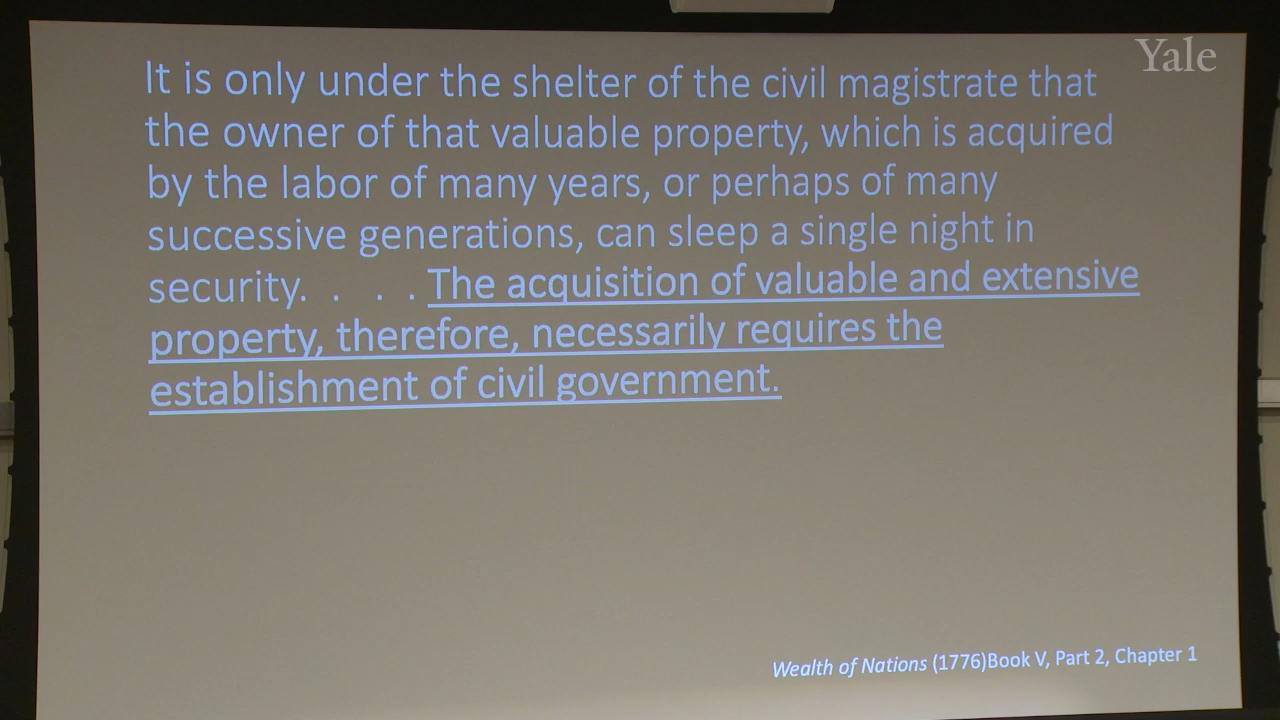 Yale
It is only under the shelter of the civil magistrate that
the owner of that valuable property, which is acquired
by the labor of many years, or perhaps of many
successive generations, can sleep a single night in
security. . . . The acquisition of valuable and extensive
property, therefore, necessarily requires the
establishment of civil government.
Wealth of Nations (1776)Book V, Part 2, Chapter 1